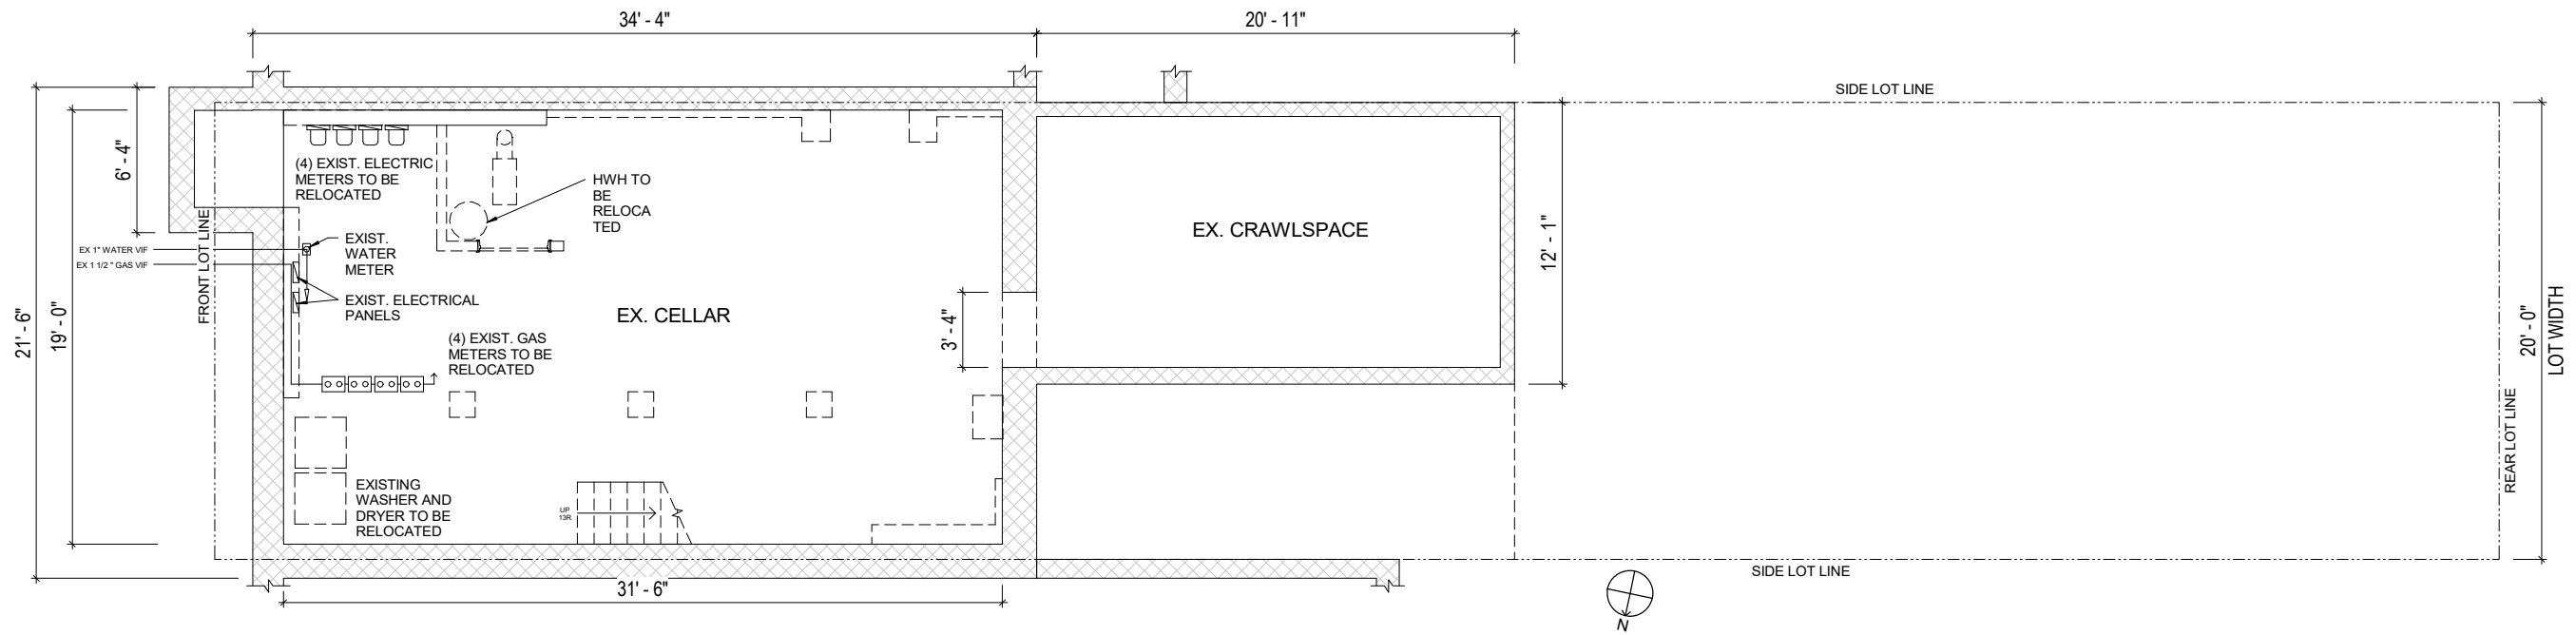 34' - 4"
20' - 11"
SIDE LOT LINE
6' - 4"
(4) EXIST. ELECTRIC
METERS TO BE
RELOCATED
HWH TO
BE
RELOCA
TED
EX. CRAWLSPACE
FRONT LOT LINE
EX 1" WATER VIF
EX 1 1/2 " GAS VIF
EXIST.
WATER
METER
EXIST. ELECTRICAL
PANELS
EX. CELLAR
21' - 6"
19' - 0"
3' - 4"
12' - 1"
20' - 0"
LOT WIDTH
(4) EXIST. GAS
METERS TO BE
RELOCATED
REAR LOT LINE
EXISTING
WASHER AND
DRYER TO BE
RELOCATED
UP
13R
SIDE LOT LINE
31' - 6"
N